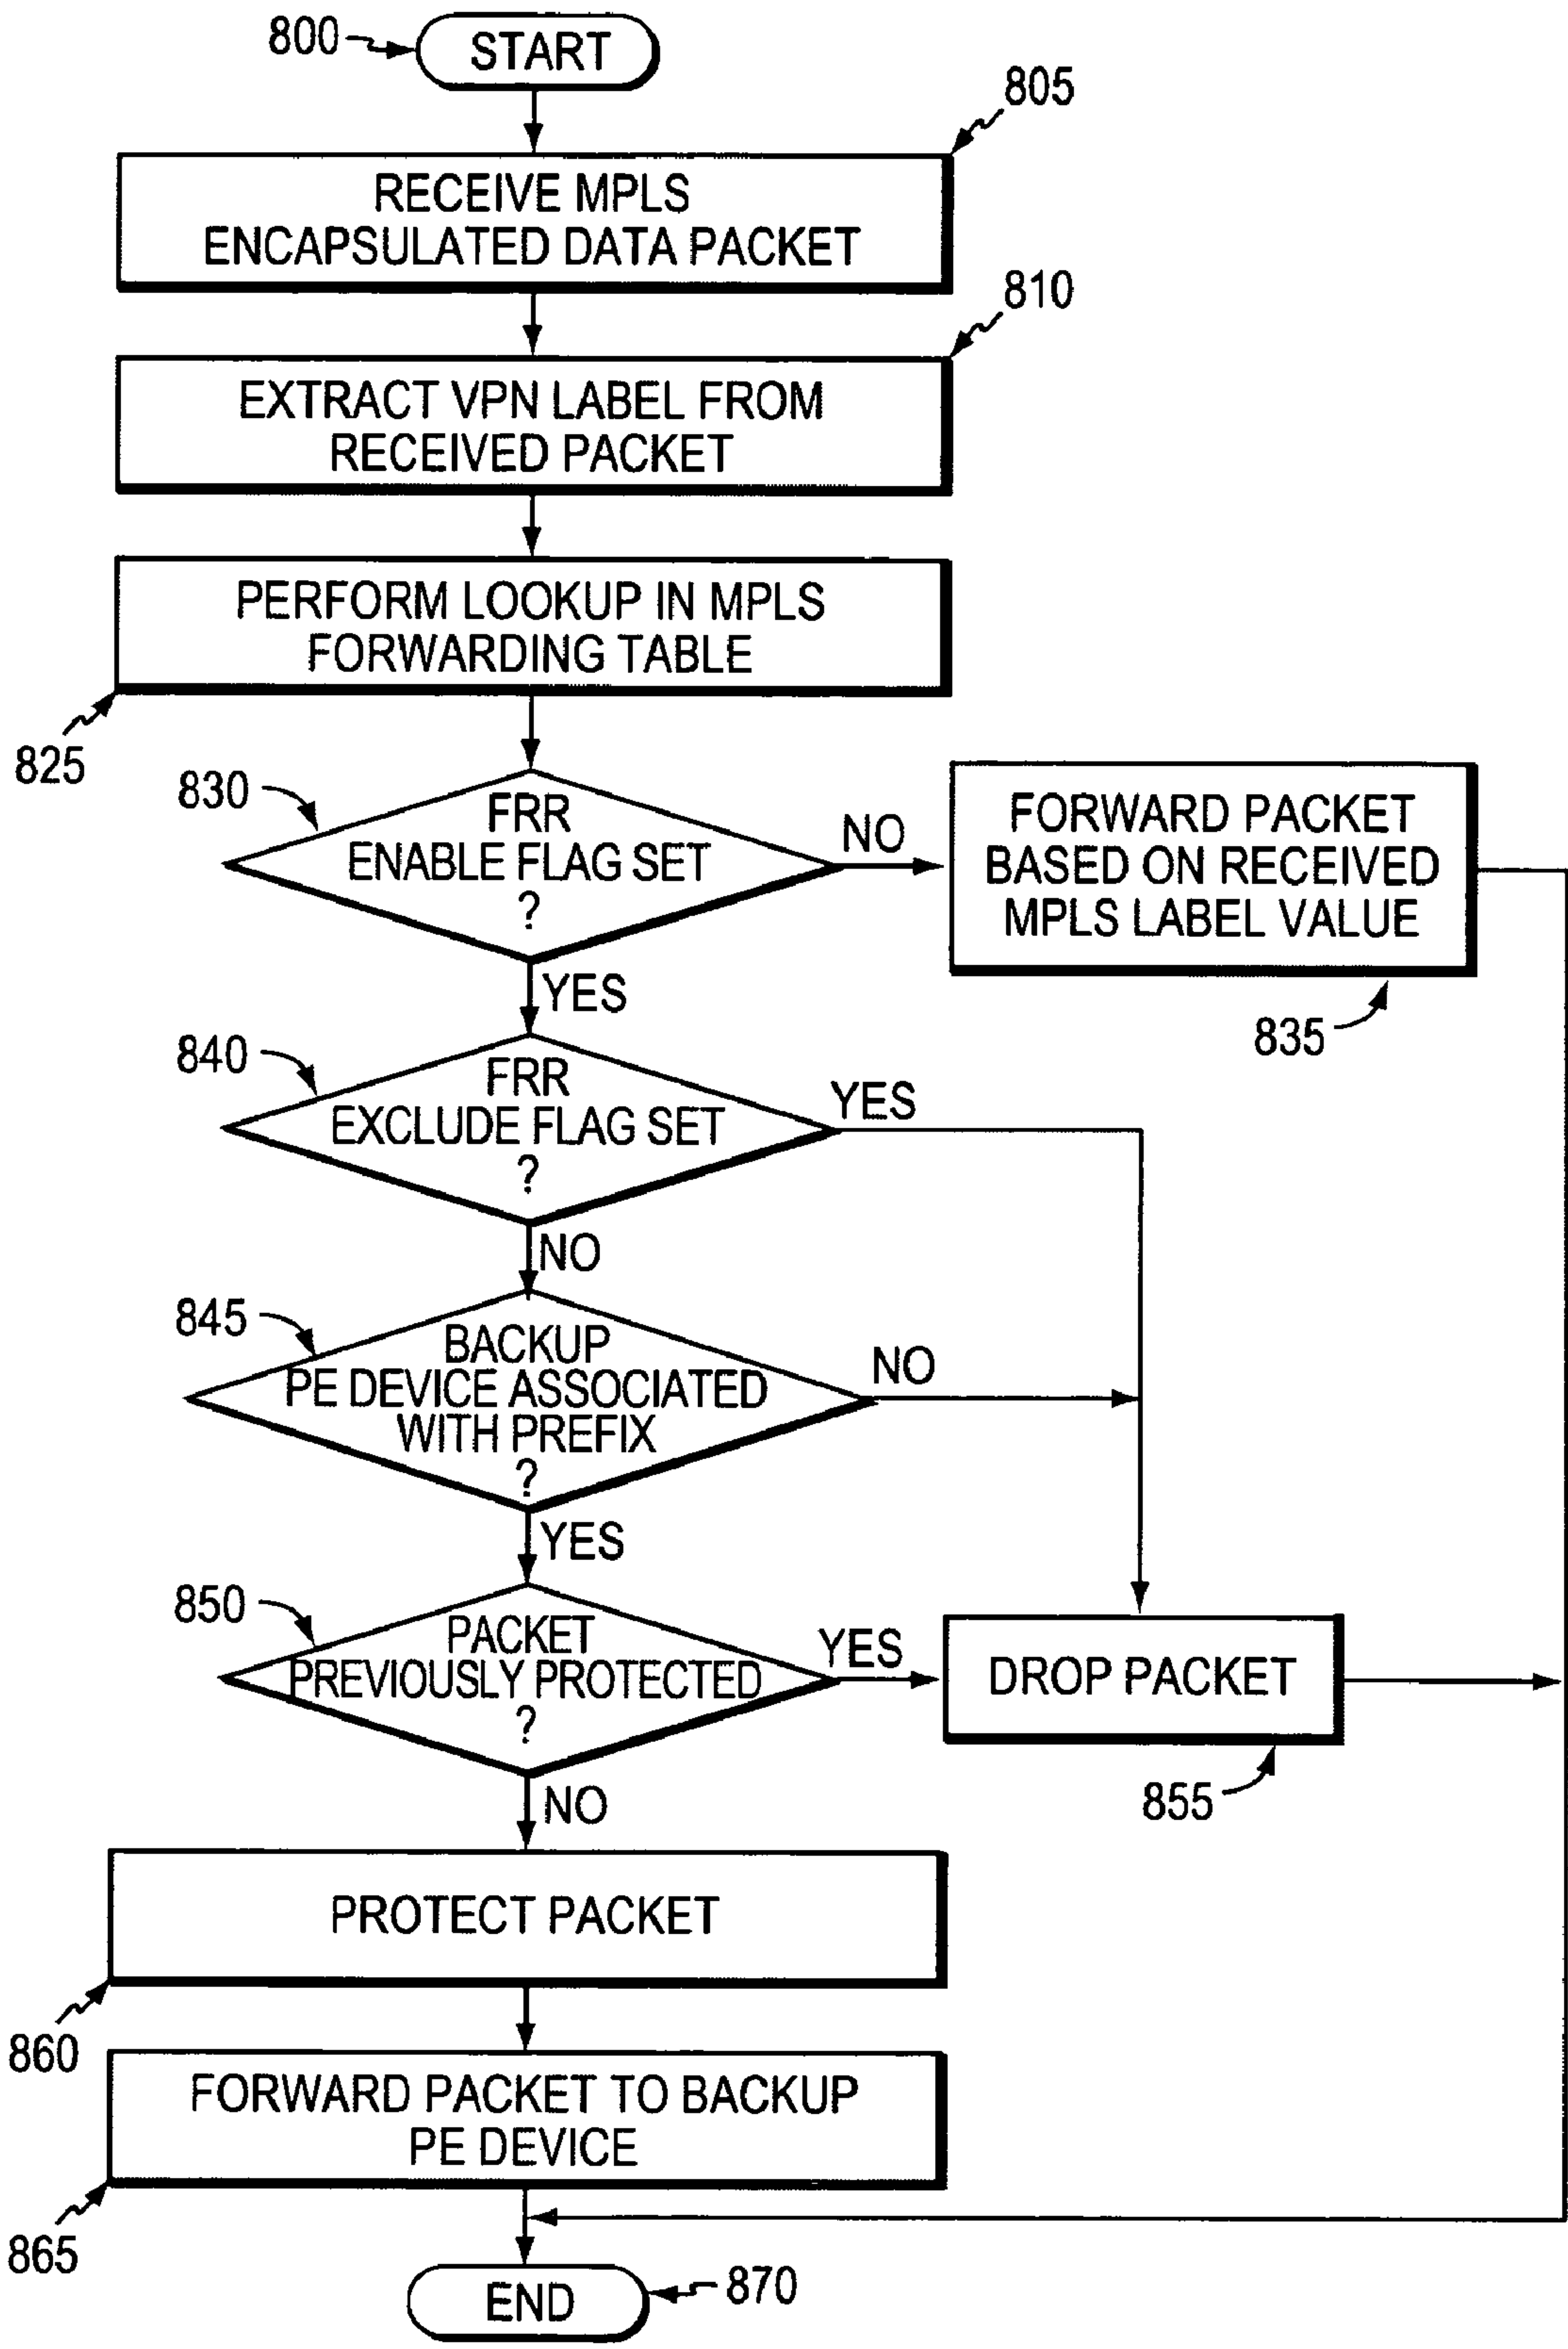 800
START
805
RECEIVE MPLS
ENCAPSULATED DATA PACKET
810
EXTRACT VPN LABEL FROM
RECEIVED PACKET
PERFORM LOOKUP IN MPLS
FORWARDING TABLE
825
830
FRR
ENABLE FLAG SET
?
NO
FORWARD PACKET
BASED ON RECEIVED
MPLS LABEL VALUE
835
YES
840
FRR
EXCLUDE FLAG SET
?
YES
NO
845
BACKUP
PE DEVICE ASSOCIATED
WITH PREFIX
?
NO
YES
850
PACKET
PREVIOUSLY PROTECTED
?
YES
DROP PACKET
855
NO
PROTECT PACKET
860
FORWARD PACKET TO BACKUP
PE DEVICE
865
END
870